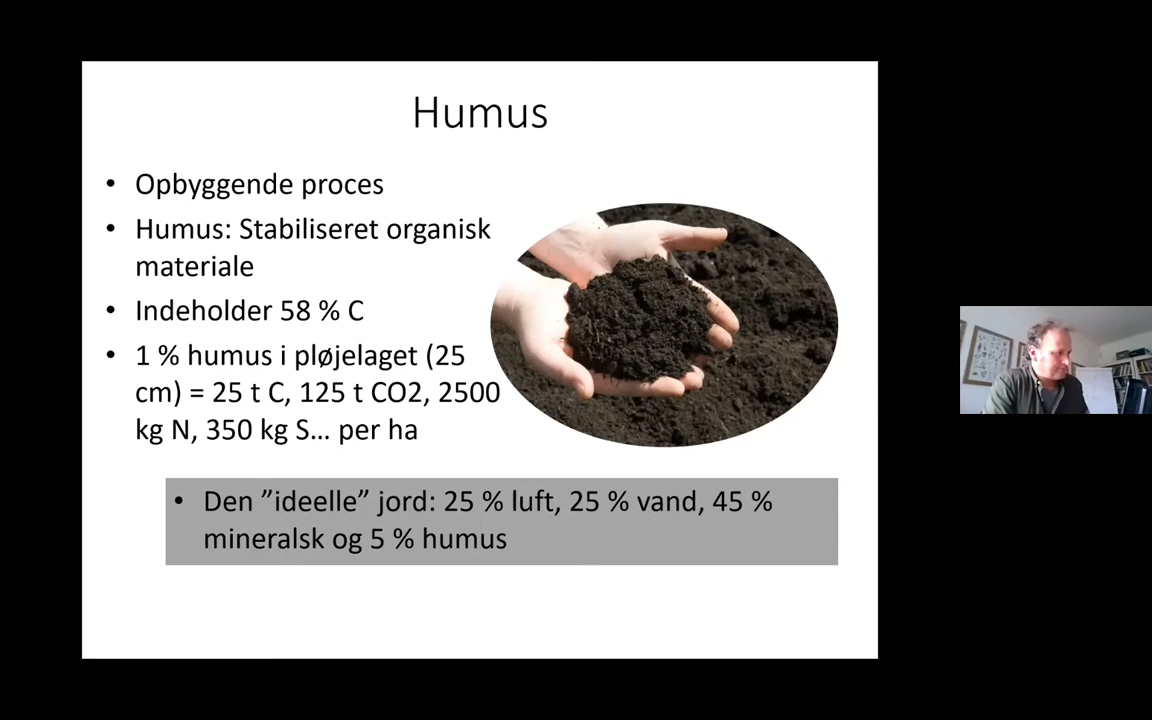 Humus
• Opbyggende proces
• Humus: Stabiliseret organisk
materiale
• Indeholder 58 % C
• 1 % humus i pløjelaget (25
cm) = 25 t C, 125 t CO2, 2500
kg N, 350 kg S… per ha
• Den ”ideelle” jord: 25 % luft, 25 % vand, 45 %
mineralsk og 5 % humus